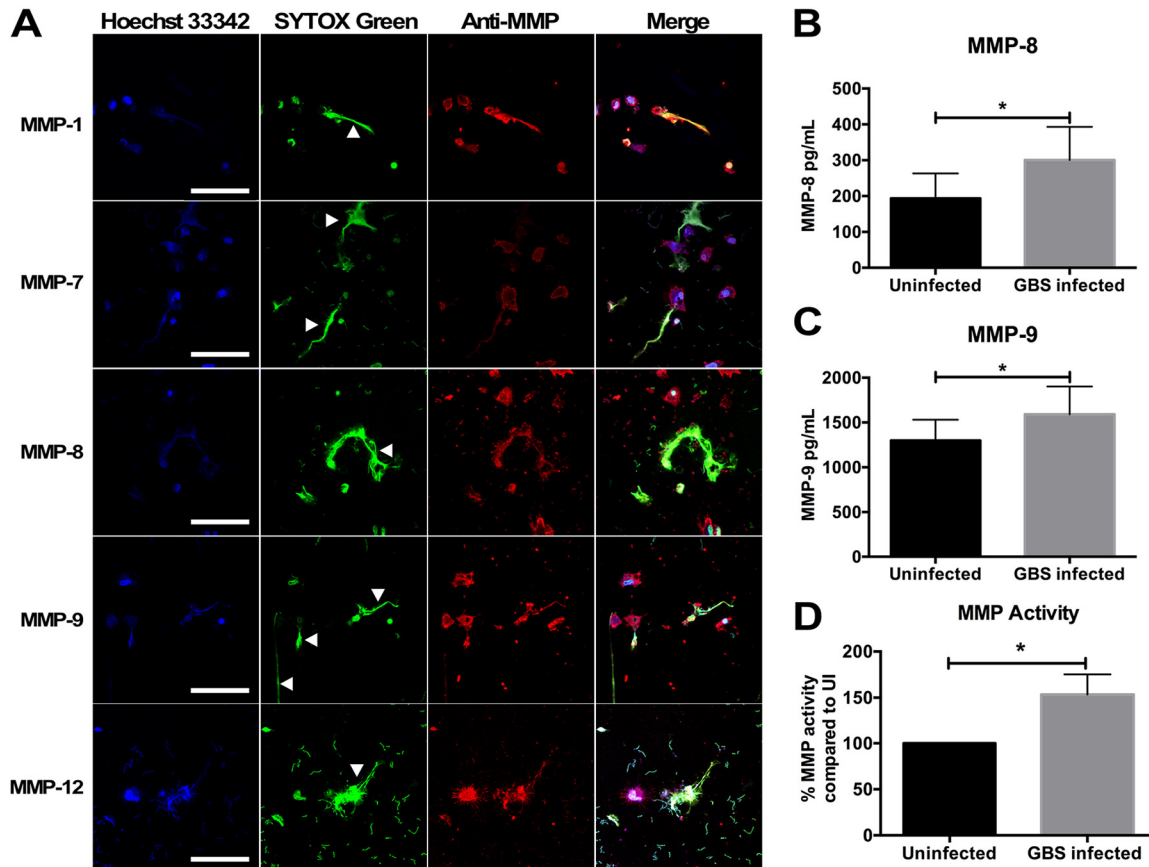 A
Hoechst 33342 SYTOX Green Anti-MMP Merge
MMP-1
MMP-7
MMP-8
MMP-9
MMP-12
B
MMP-8
MMP-8 pg/mL
500
400
300
200
100
0
*
Uninfected GBS infected
C
MMP-9
MMP-9 pg/mL
2000
1500
1000
500
0
*
Uninfected GBS infected
D
MMP Activity
% MMP activity
compared to UI
200
150
100
50
0
*
Uninfected GBS infected